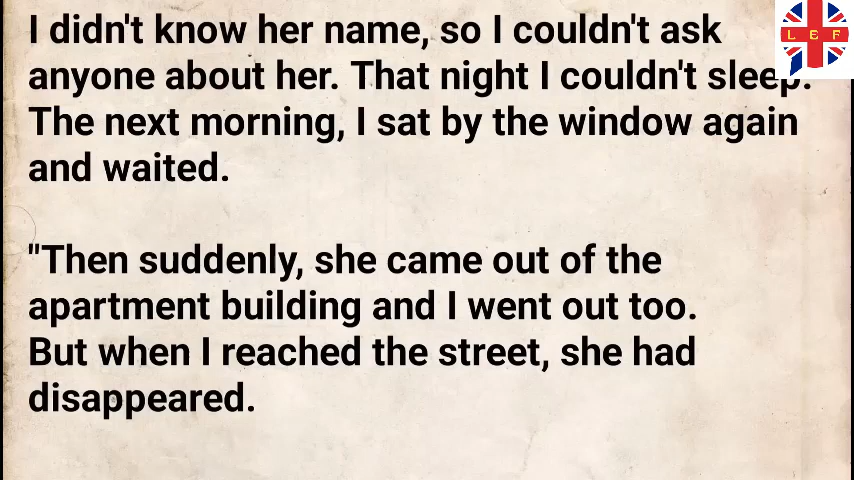 I didn't know her name, so I couldn't ask
anyone about her. That night I couldn't sleep.
The next morning, I sat by the window again
and waited.
"Then suddenly, she came out of the
apartment building and I went out too.
But when I reached the street, she had
disappeared.
L E F